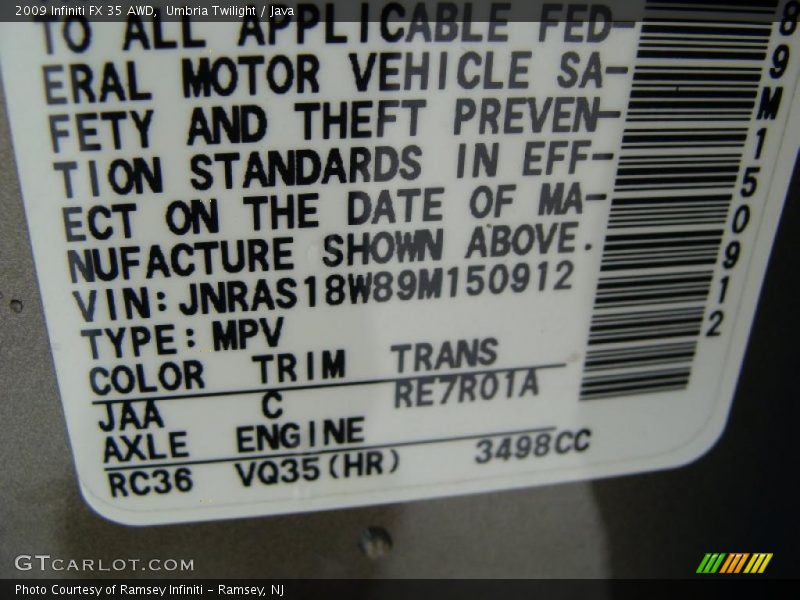 2009 Infiniti FX 35 AWD, Umbria Twilight / Java
TO ALL APPLICABLE FED-
ERAL MOTOR VEHICLE SA-
FETY AND THEFT PREVEN-
TION STANDARDS IN EFF-
ECT ON THE DATE OF MA-
NUFACTURE SHOWN ABOVE.
VIN: JNRAS18W89M150912
TYPE: MPV
COLOR TRIM TRANS
JAA C RE7R01A
AXLE ENGINE
RC36 VQ35(HR) 3498CC
89M150912
GTCARLOT.COM
Photo Courtesy of Ramsey Infiniti - Ramsey, NJ